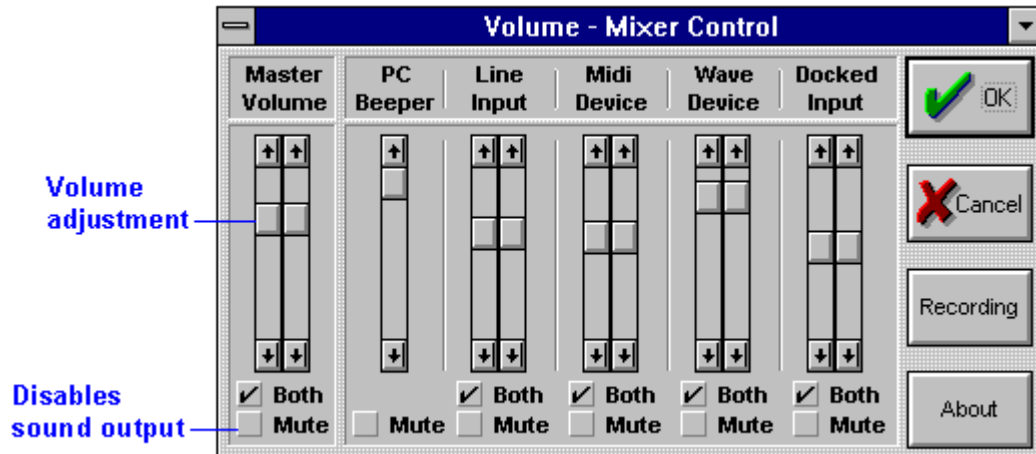 Volume - Mixer Control
Master
Volume
PC
Beeper
Line
Input
Midi
Device
Wave
Device
Docked
Input
OK
Volume
adjustment
Cancel
Recording
Both Both Both Both Both
Disables
sound output
Mute Mute Mute Mute Mute Mute
About